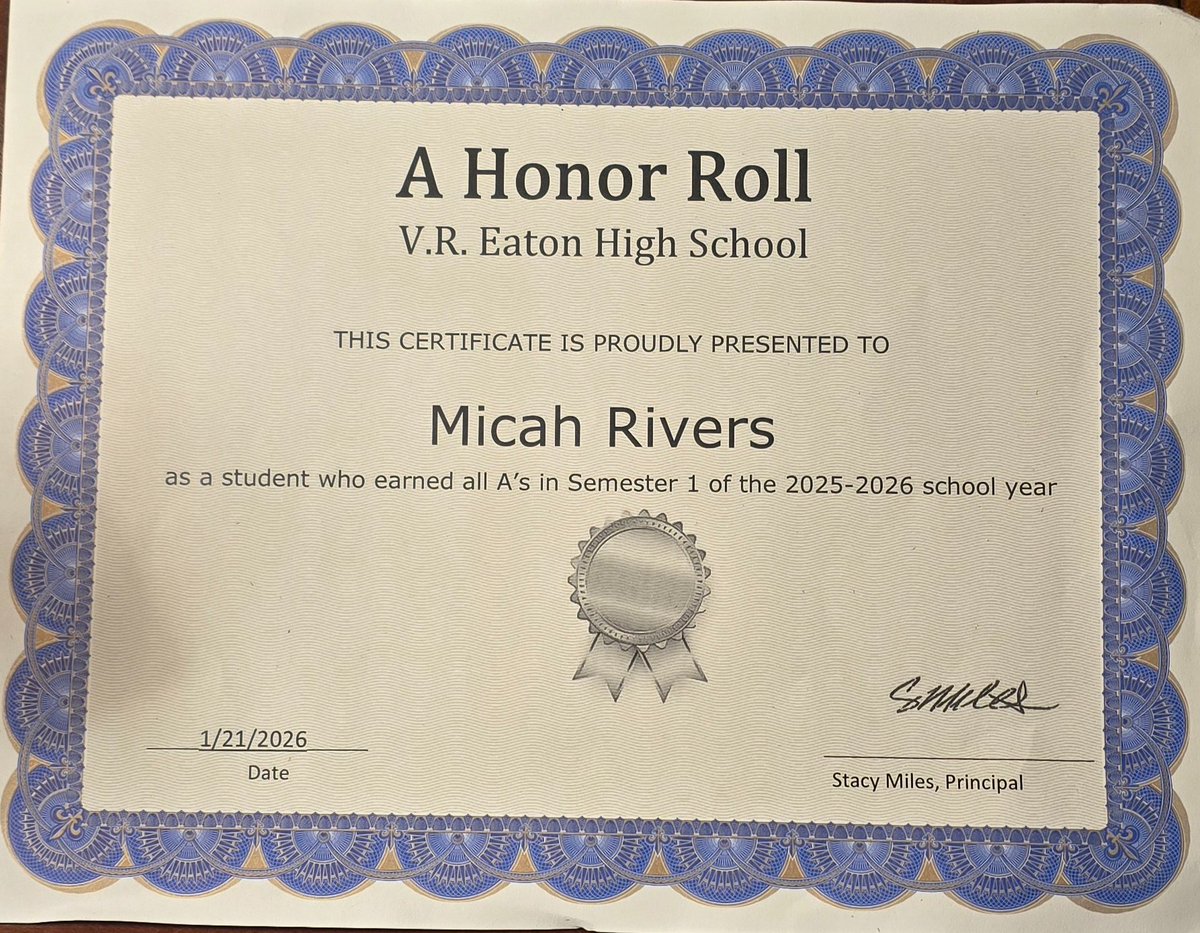 A Honor Roll
V.R. Eaton High School
THIS CERTIFICATE IS PROUDLY PRESENTED TO
Micah Rivers
as a student who earned all A's in Semester 1 of the 2025-2026 school year
1/21/2026
Date
Stacy Miles, Principal